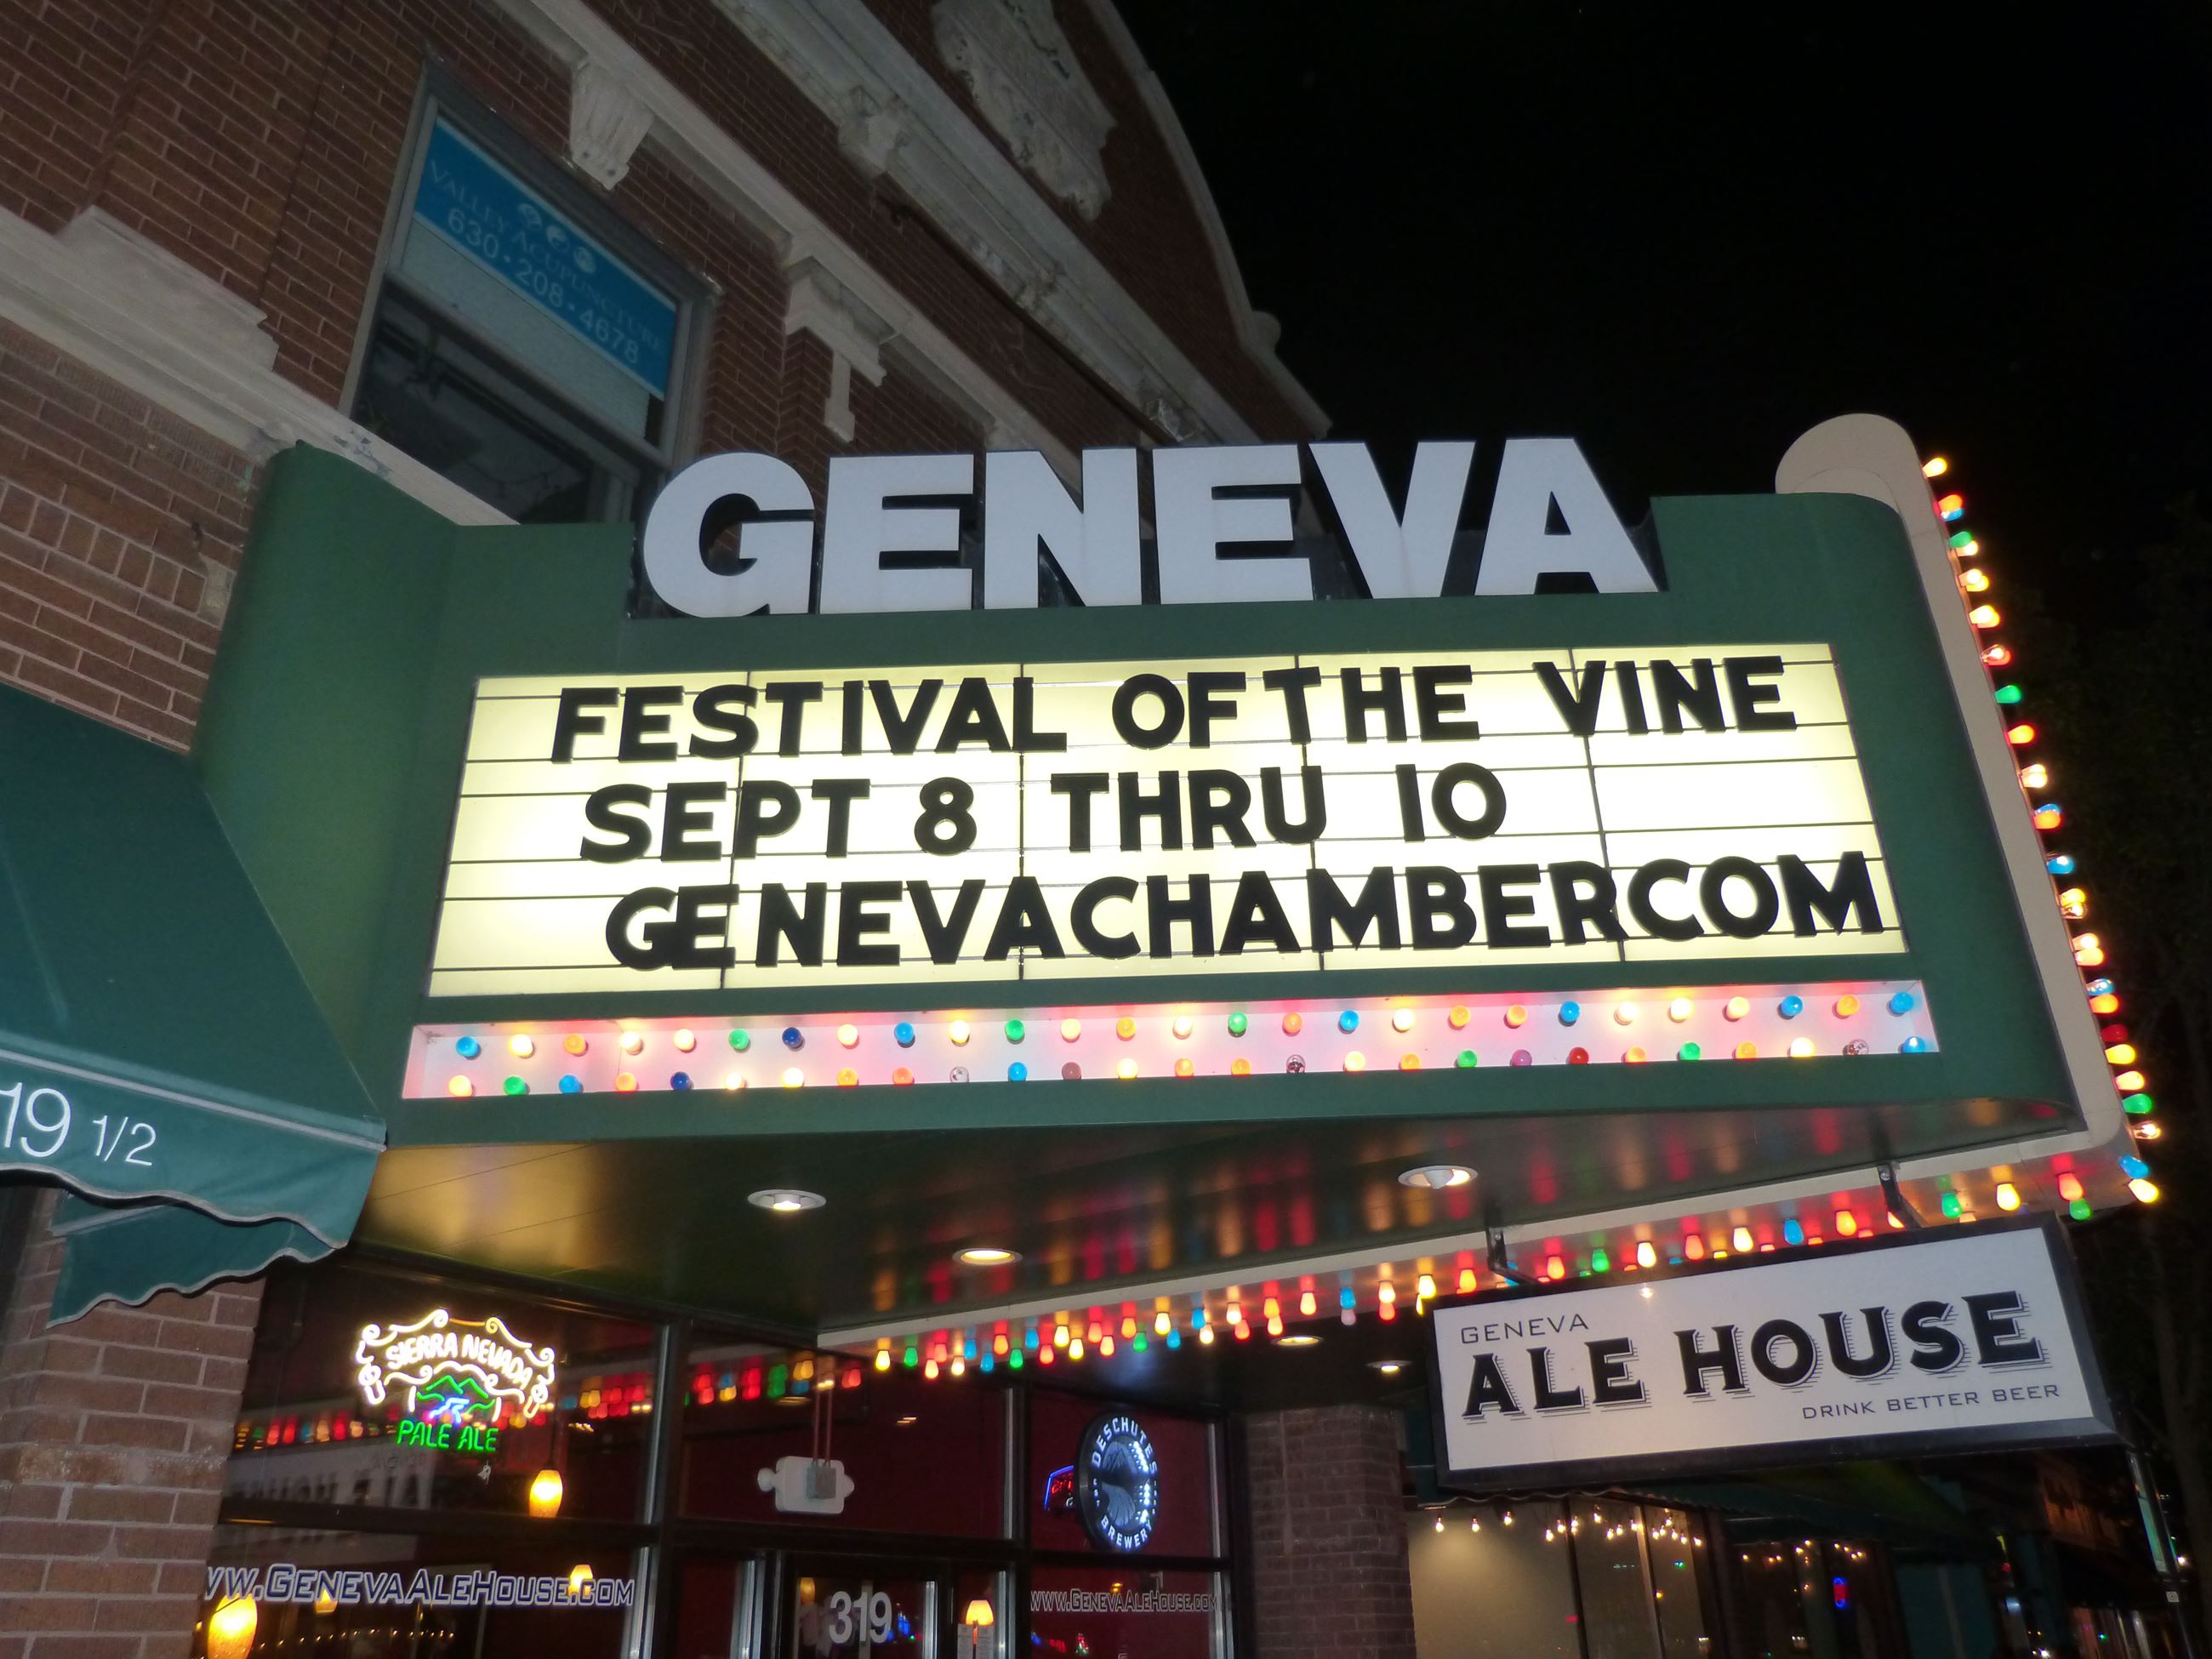 VALLEY ACUPUNCTURE
630·208·4678
GENEVA
FESTIVAL OF THE VINE
SEPT 8 THRU 10
GENEVACHAMBERCOM
19 1/2
GENEVA
ALE HOUSE
DRINK BETTER BEER
SIERRA NEVADA
PALE ALE
DESCHUTES
BREWERY
WW.GENEVAALEHOUSE.COM
319
WWW.GENEVAALEHOUSE.COM